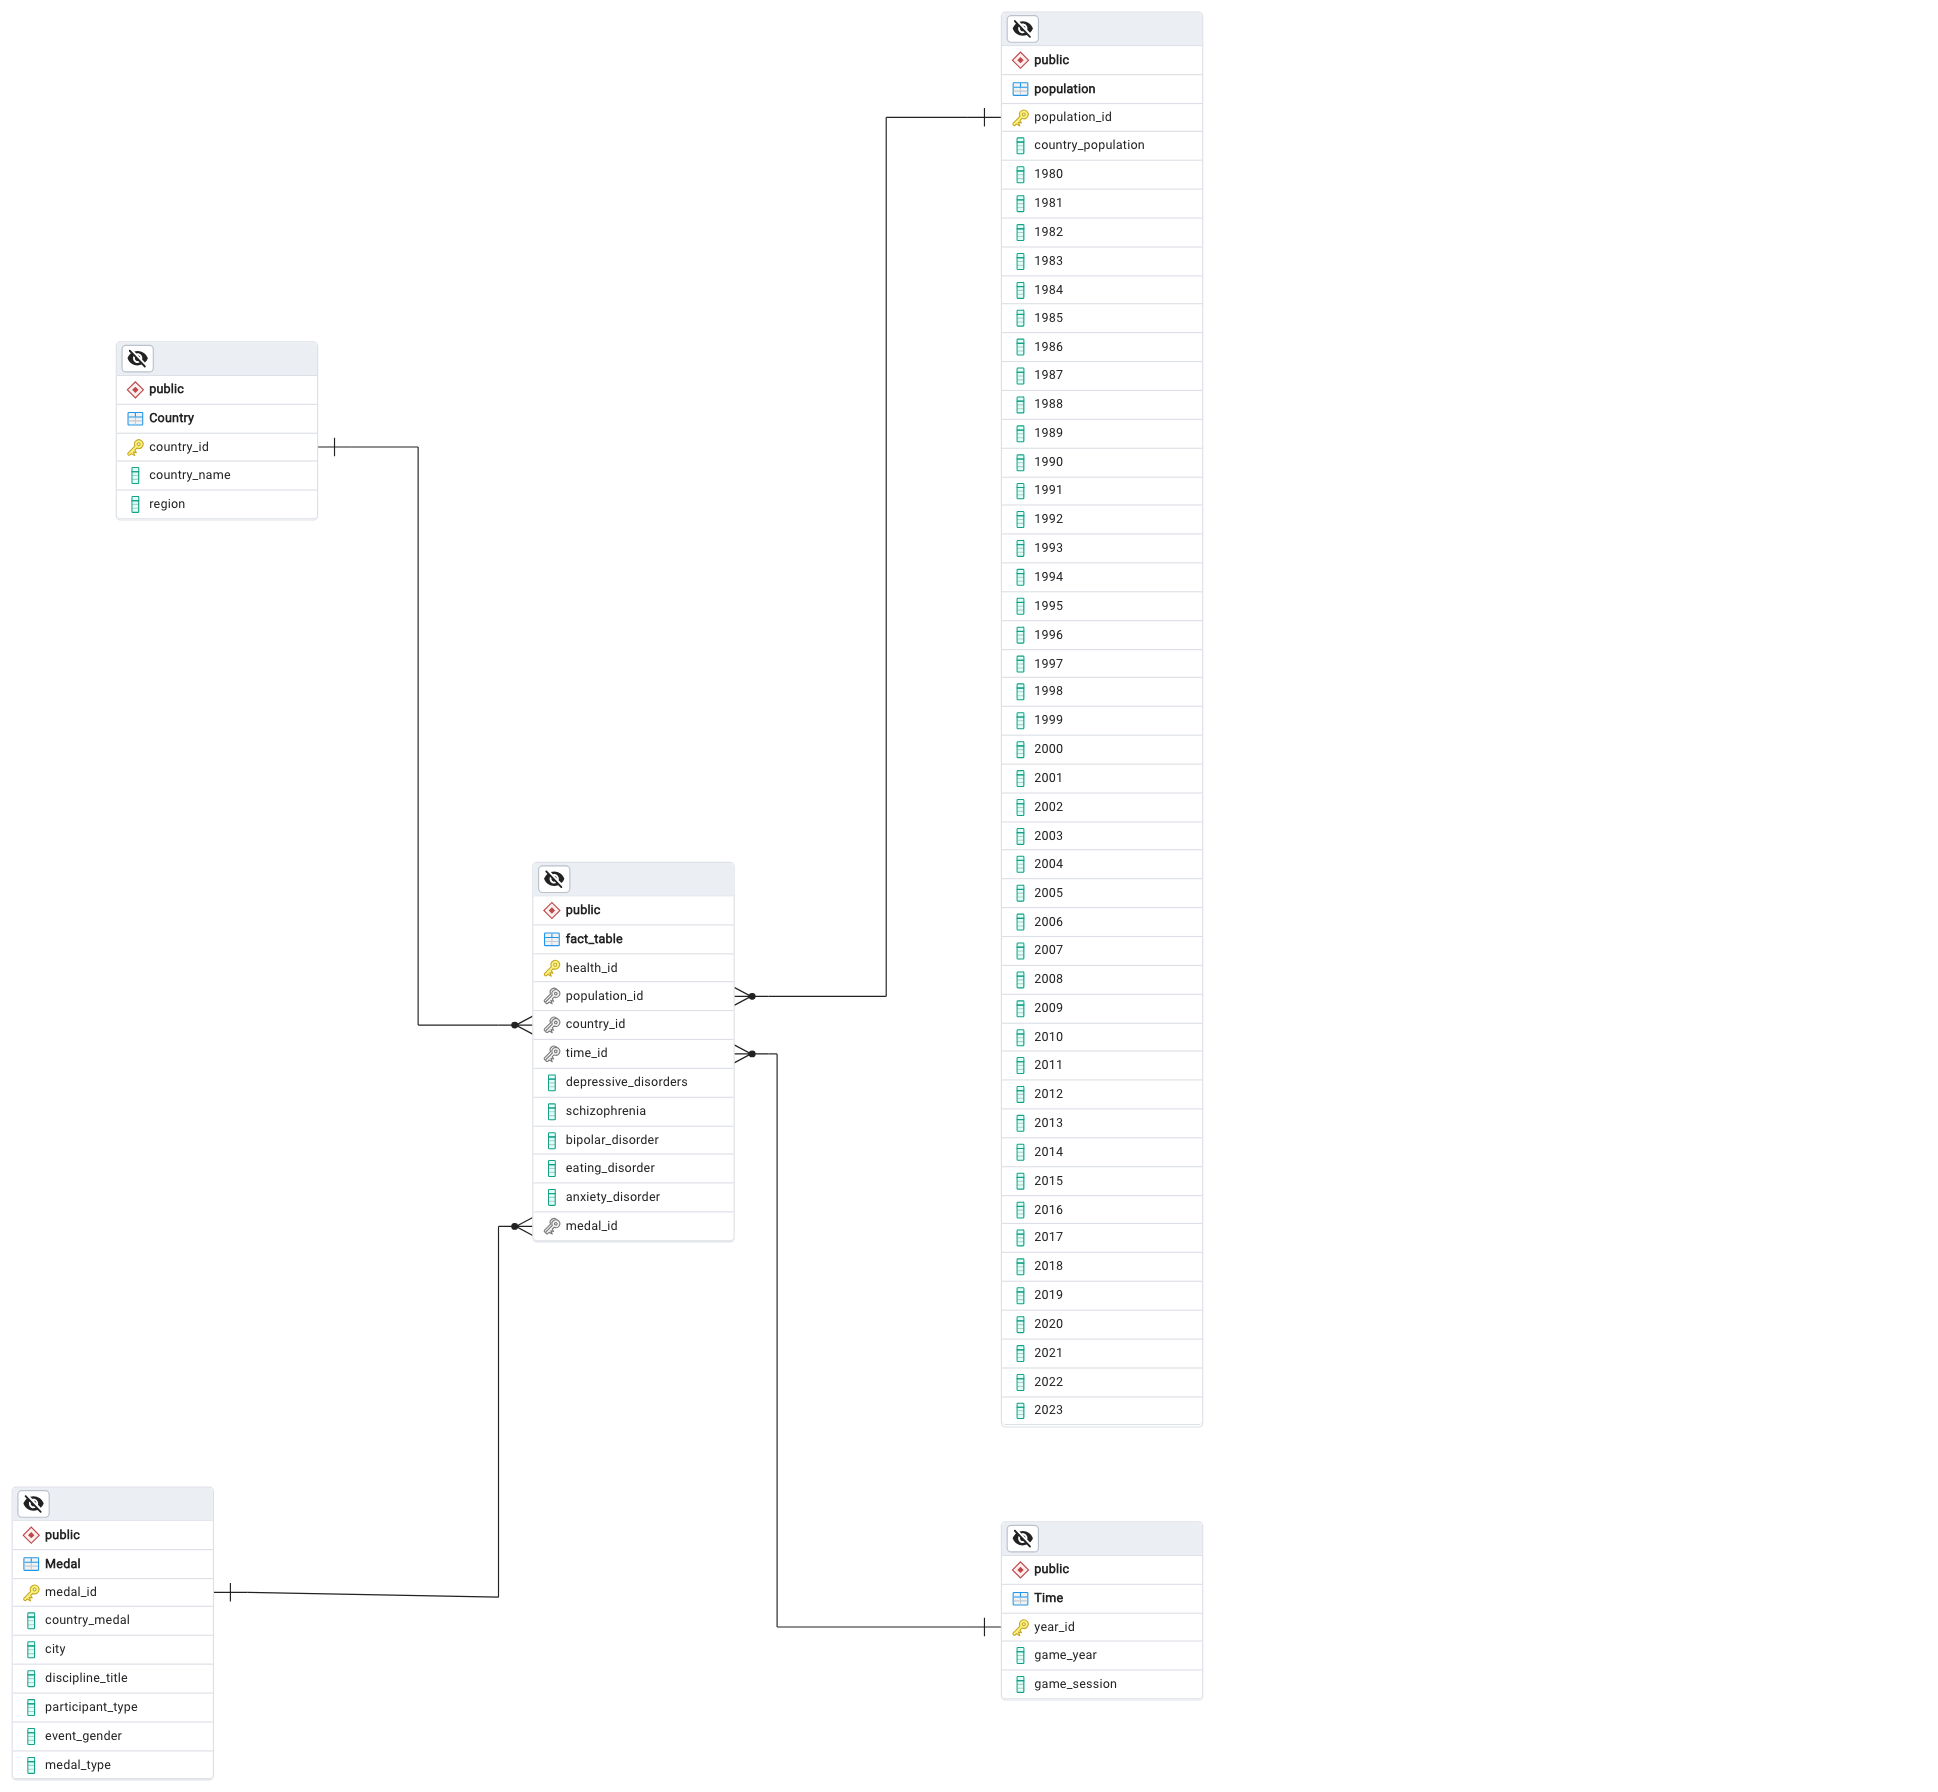 public
population
population_id
country_population
1980
1981
1982
1983
1984
1985
1986
1987
1988
1989
1990
1991
1992
1993
1994
1995
1996
1997
1998
1999
2000
2001
2002
2003
2004
2005
2006
2007
2008
2009
2010
2011
2012
2013
2014
2015
2016
2017
2018
2019
2020
2021
2022
2023
public
Country
country_id
country_name
region
public
fact_table
health_id
population_id
country_id
time_id
depressive_disorders
schizophrenia
bipolar_disorder
eating_disorder
anxiety_disorder
medal_id
public
Medal
medal_id
country_medal
city
discipline_title
participant_type
event_gender
medal_type
public
Time
year_id
game_year
game_session